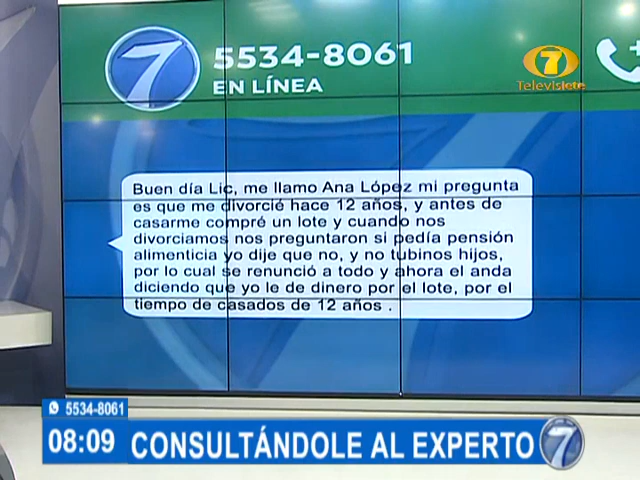 7
5534-8061
EN LÍNEA
7
Televisiete
Buen día Lic, me llamo Ana López mi pregunta
es que me divorcié hace 12 años, y antes de
casarme compré un lote y cuando nos
divorciamos nos preguntaron si pedía pensión
alimenticia yo dije que no, y no tubinos hijos,
por lo cual se renunció a todo y ahora el anda
diciendo que yo le de dinero por el lote, por el
tiempo de casados de 12 años .
5534-8061
08:09 CONSULTÁNDOLE AL EXPERTO 7